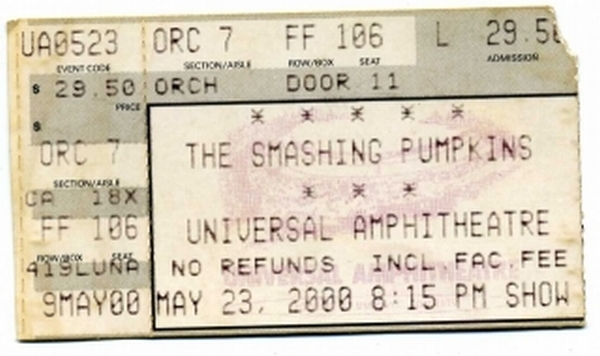 UA0523 ORC 7 FF 106 L 29.50
EVENT CODE SECTION/AISLE ROW/BOX SEAT ADMISSION
$ 29.50 ORCH DOOR 11
PRICE
* * * * *
$
ORC 7 THE SMASHING PUMPKINS
SECTION/AISLE
* * *
CA 18X
FF 106 UNIVERSAL AMPHITHEATRE
ROW/BOX SEAT
419LUNA NO REFUNDS INCL FAC FEE
UNIVERSAL AMPHITHEATRE
9MAY00 MAY 23, 2000 8:15 PM SHOW